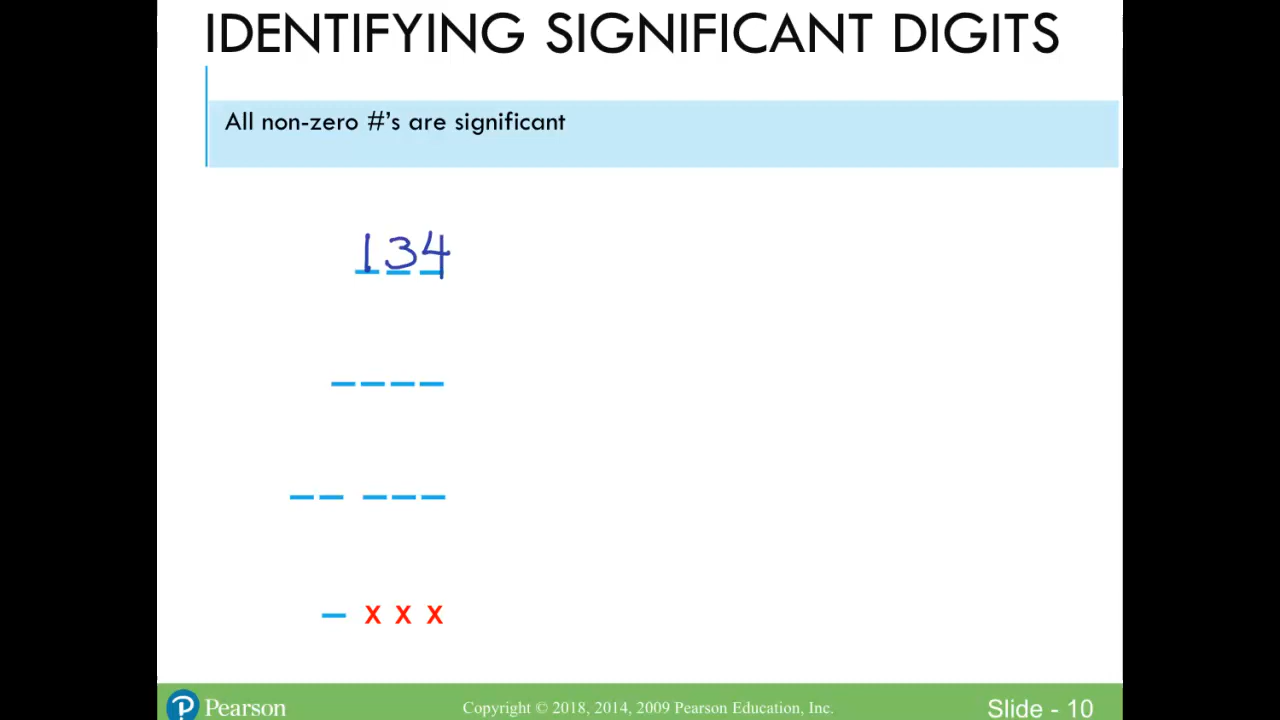 IDENTIFYING SIGNIFICANT DIGITS
All non-zero #'s are significant
134
x x x
Pearson
Copyright © 2018, 2014, 2009 Pearson Education, Inc.
Slide - 10